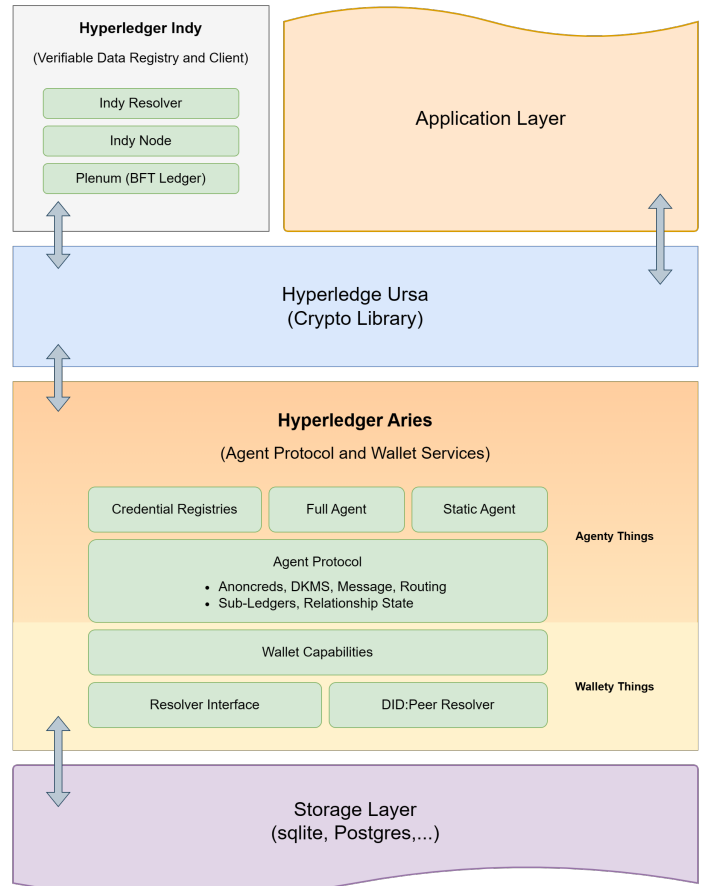 Hyperledger Indy
(Verifiable Data Registry and Client)
Indy Resolver
Indy Node
Plenum (BFT Ledger)
Application Layer
Hyperledge Ursa
(Crypto Library)
Hyperledger Aries
(Agent Protocol and Wallet Services)
Credential Registries
Full Agent
Static Agent
Agenty Things
Agent Protocol
• Anoncreds, DKMS, Message, Routing
• Sub-Ledgers, Relationship State
Wallet Capabilities
Wallety Things
Resolver Interface
DID:Peer Resolver
Storage Layer
(sqlite, Postgres,...)